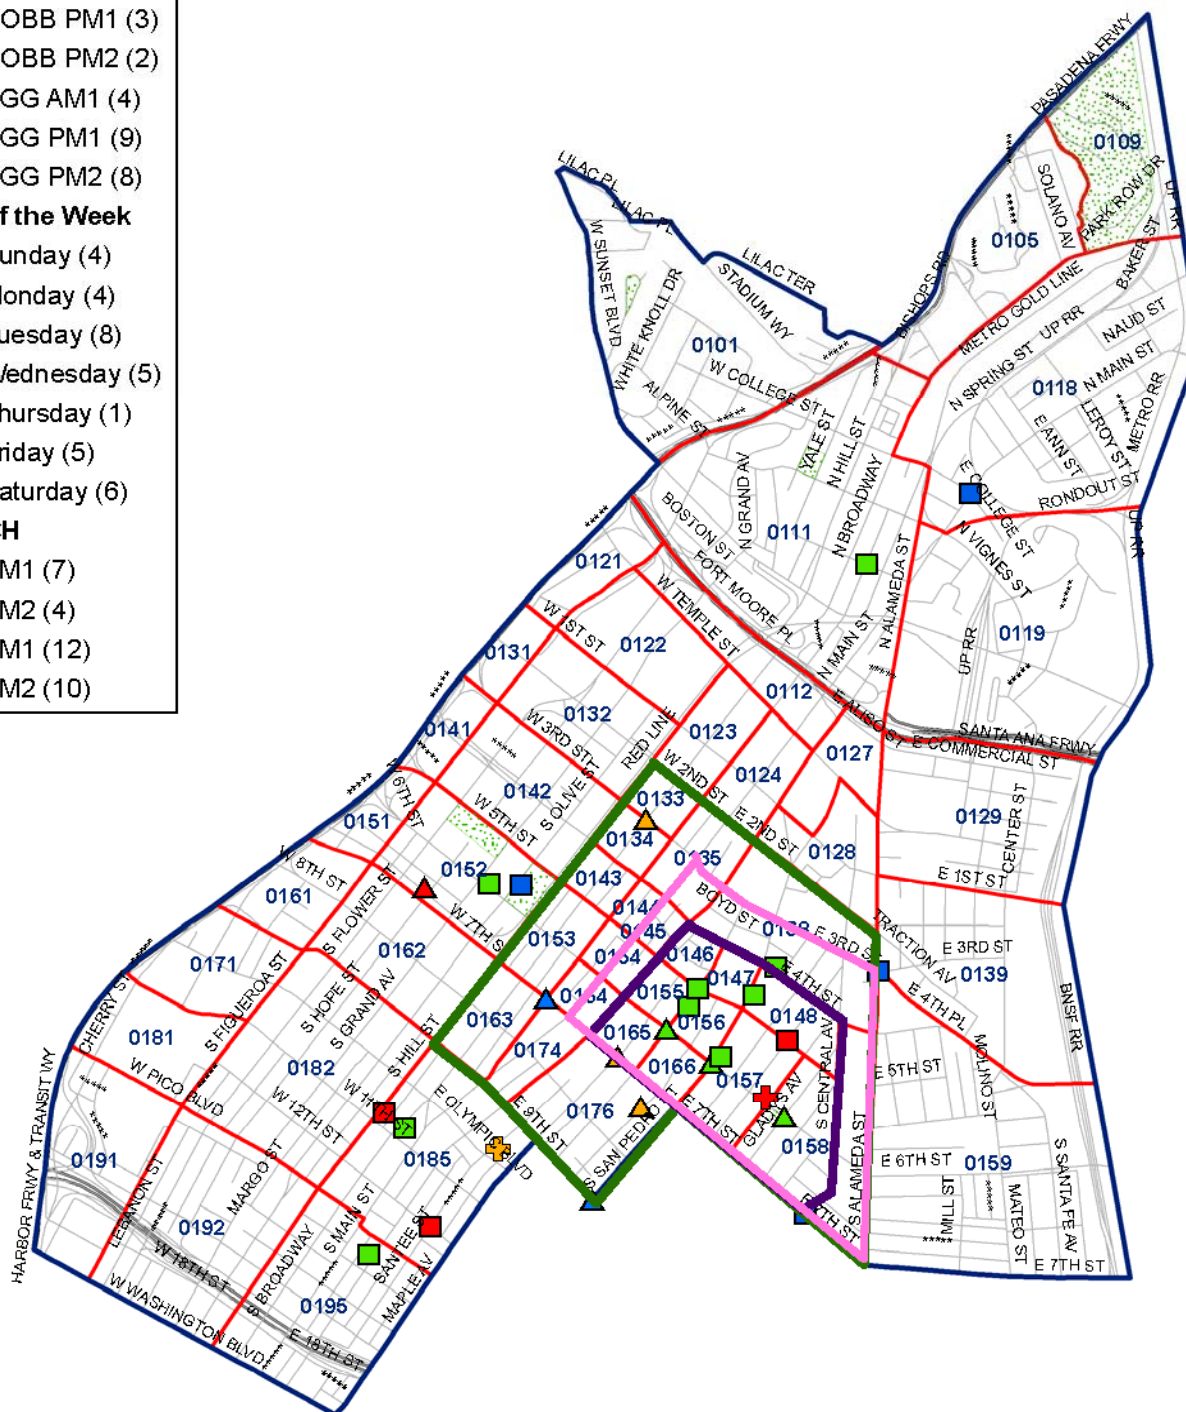 OBB PM1 (3)
OBB PM2 (2)
GG AM1 (4)
GG PM1 (9)
GG PM2 (8)
f the Week
unday (4)
londay (4)
uesday (8)
Vednesday (5)
hursday (1)
riday (5)
aturday (6)
CH
M1 (7)
M2 (4)
M1 (12)
M2 (10)
PASADENA FRWY
0109
SOLANO AV
PARK ROW DR
UP RR
0105
BAKER ST
LILAC PL
LILAC PL
LILAC TER
W SUNSET BLVD
WHITE KNOLL DR
STADIUM WY
BISHOPS RD
METRO GOLD LINE
0101
W COLLEGE ST
ALPINE ST
N SPRING ST
UP RR
NAUD ST
N MAIN ST
0118
LEROY ST
METRO RR
E ANN ST
YALE ST
N HILL ST
N GRAND AV
N BROADWAY
E COLLEGE ST
RONDOUT ST
UP RR
BOSTON ST
0111
N VIGNES ST
FORT MOORE PL
N ALAMEDA ST
0121
W TEMPLE ST
W 1ST ST
0122
N MAIN ST
UP RR
0119
0131
0112
E ALISO ST
SANTA ANA FRWY
E COMMERCIAL ST
0132
0141
W 3RD ST
RED LINE
0123
0127
W 2ND ST
0124
0142
S OLIVE ST
W 6TH ST
W 5TH ST
0133
E 2ND ST
0129
CENTER ST
0151
0134
0135
0128
W 8TH ST
0152
0143
E 1ST ST
0161
S FLOWER ST
W 7TH S
0144
BOYD ST
0138
E 3RD S
TRACTION AV
E 3RD ST
0145
0153
0154
0146
0171
0162
E 4TH ST
0139
E 4TH PL
CHERRY ST
S FIGUEROA ST
S HOPE ST
S GRAND AV
0147
0155
0164
0148
BNSF RR
0181
0163
0156
0165
S HILL ST
0174
0166
0157
S CENTRAL AV
E 5TH ST
MOLINO ST
W PICO BLVD
0182
GLADYS AV
W 11
W 12TH ST
E OLYMPIC BLVD
E 9TH ST
0176
E 7TH ST
S SAN PEDRO
0158
S ALAMEDA ST
E 6TH ST
0159
HARBOR FRWY & TRANSIT WY
0191
0185
LEBANON ST
MARGO ST
MILL ST
MATEO ST
S SANTA FE AV
0192
S MAIN ST
SANTEE ST
MAPLE AV
E 7TH ST
W 18TH ST
S BROADWAY
0195
W WASHINGTON BLVD
E 18TH ST